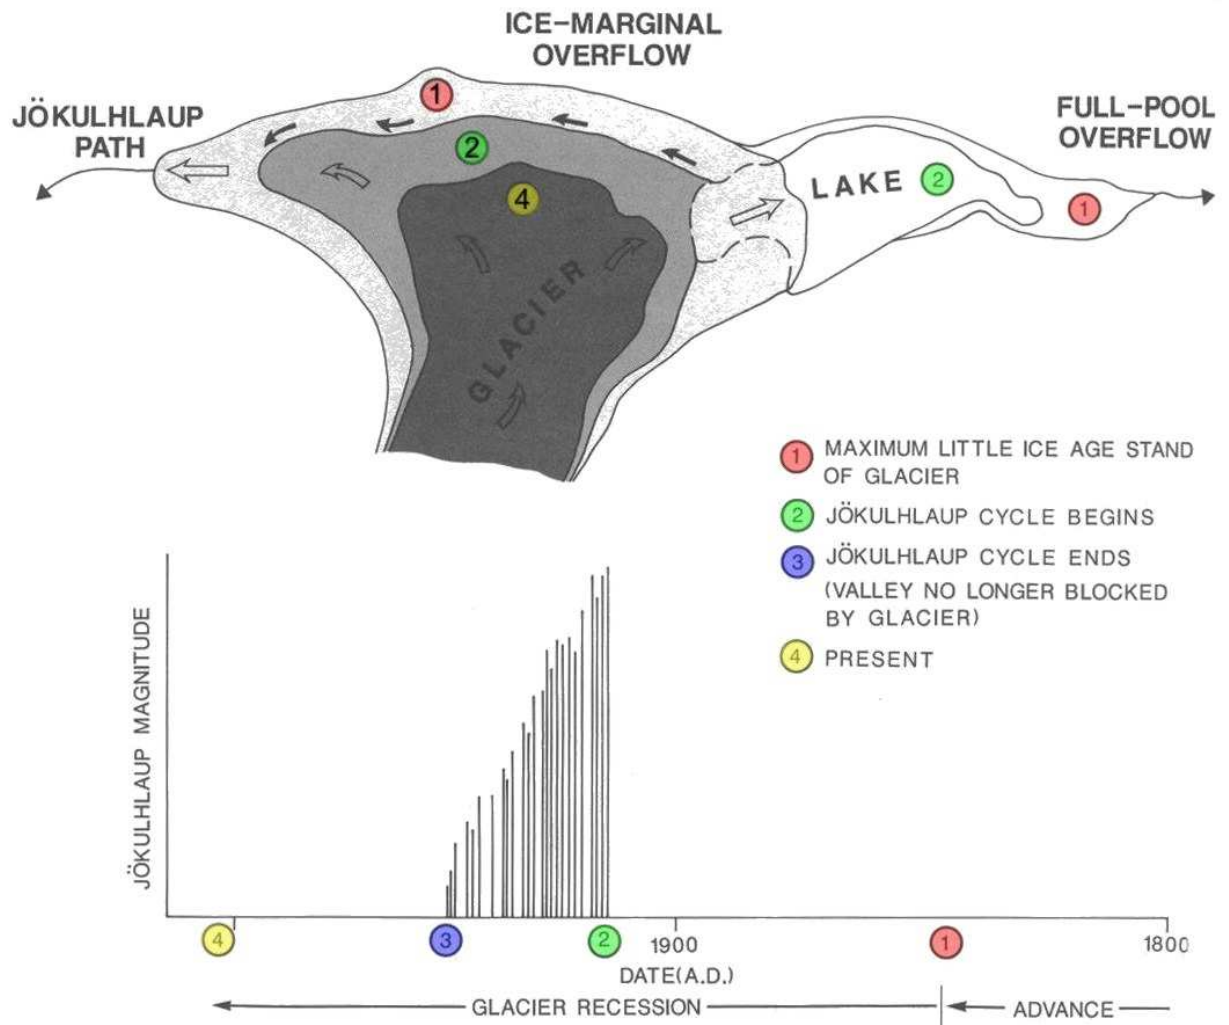 ICE-MARGINAL
OVERFLOW
JÖKULHLAUP
PATH
FULL-POOL
OVERFLOW
1
2
4
LAKE 2
1
GLACIER
1 MAXIMUM LITTLE ICE AGE STAND
OF GLACIER
2 JÖKULHLAUP CYCLE BEGINS
3 JÖKULHLAUP CYCLE ENDS
(VALLEY NO LONGER BLOCKED
BY GLACIER)
4 PRESENT
JÖKULHLAUP MAGNITUDE
4 3 2 1900 1 1800
DATE(A.D.)
GLACIER RECESSION ADVANCE